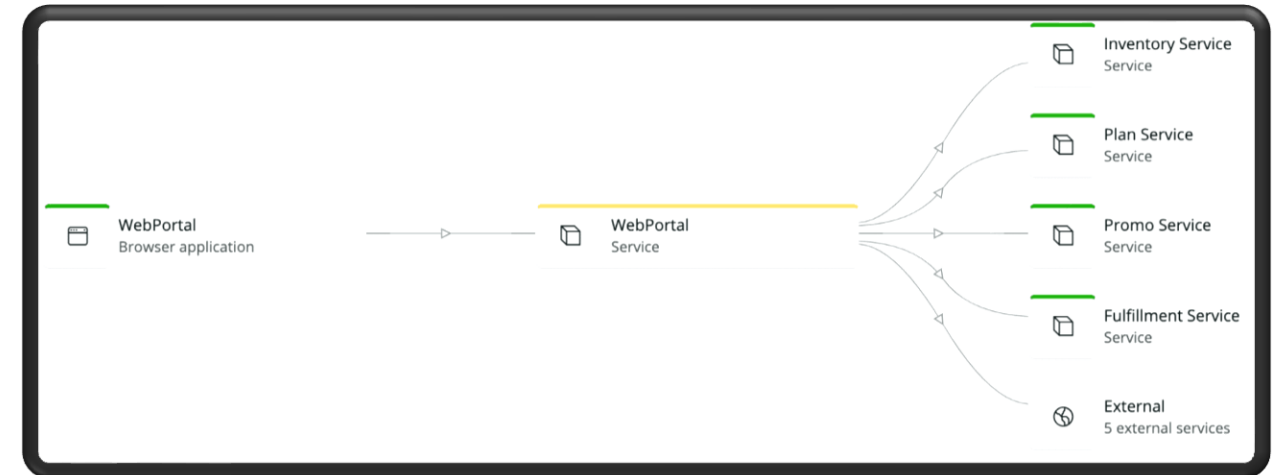 WebPortal
Browser application
WebPortal
Service
Inventory Service
Service
Plan Service
Service
Promo Service
Service
Fulfillment Service
Service
External
5 external services